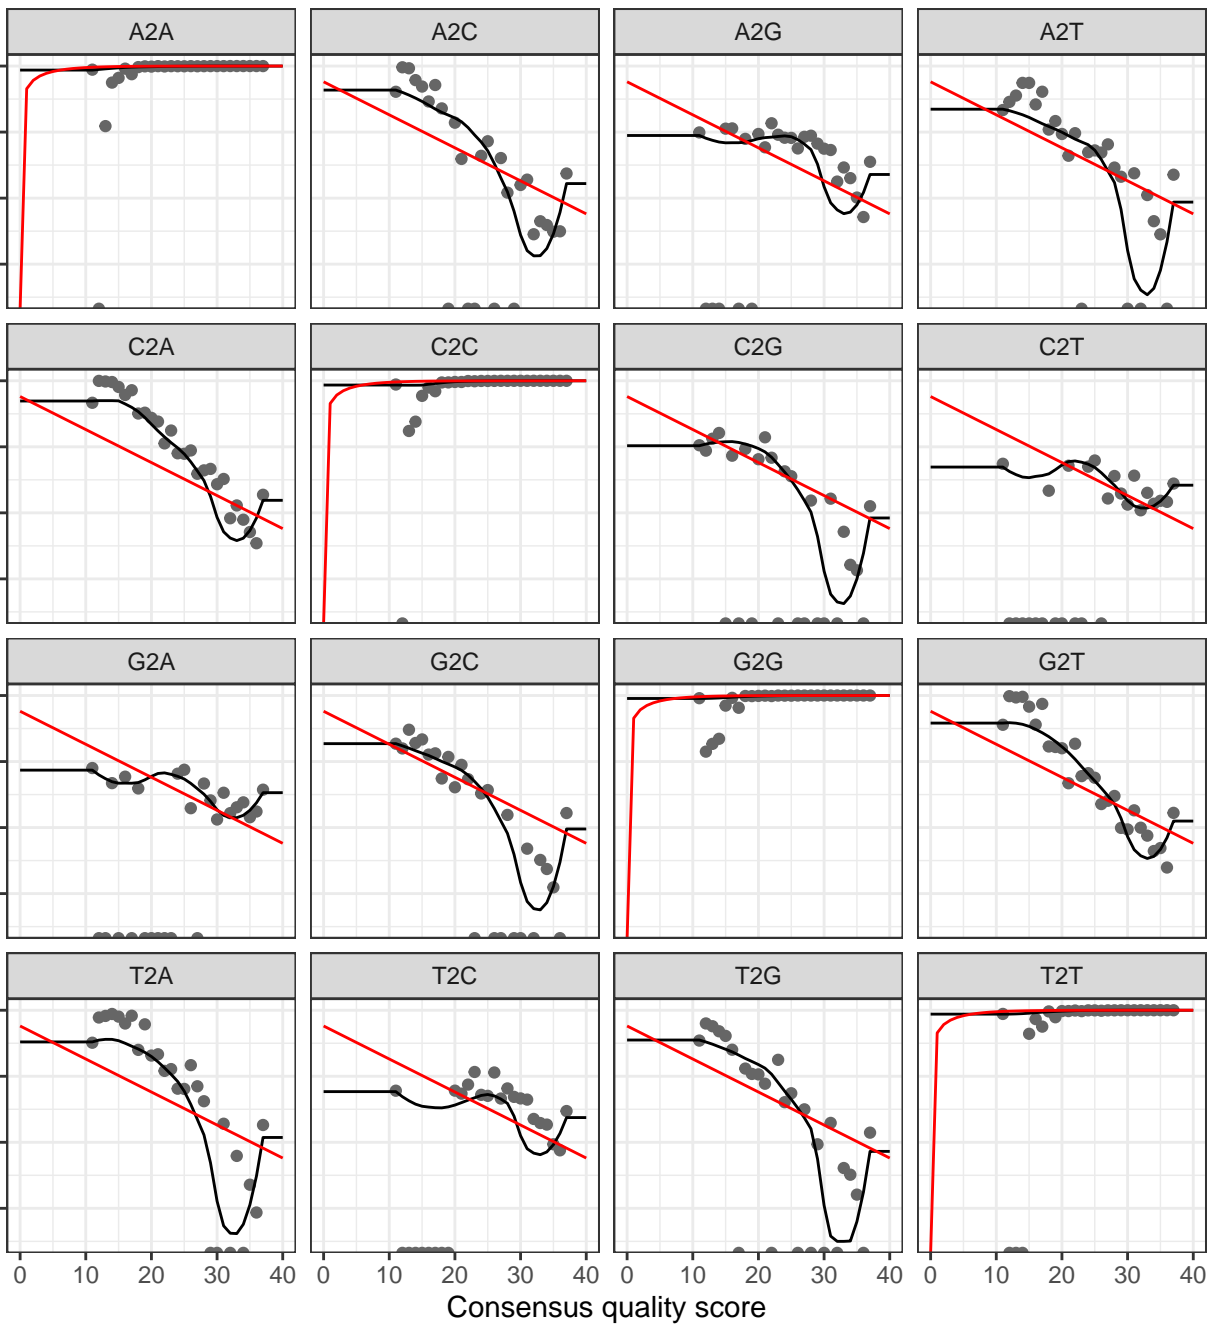 A2A A2C A2G A2T
C2A C2C C2G C2T
G2A G2C G2G G2T
T2A T2C T2G T2T
0 10 20 30 40 0 10 20 30 40 0 10 20 30 40 0 10 20 30 40
Consensus quality score